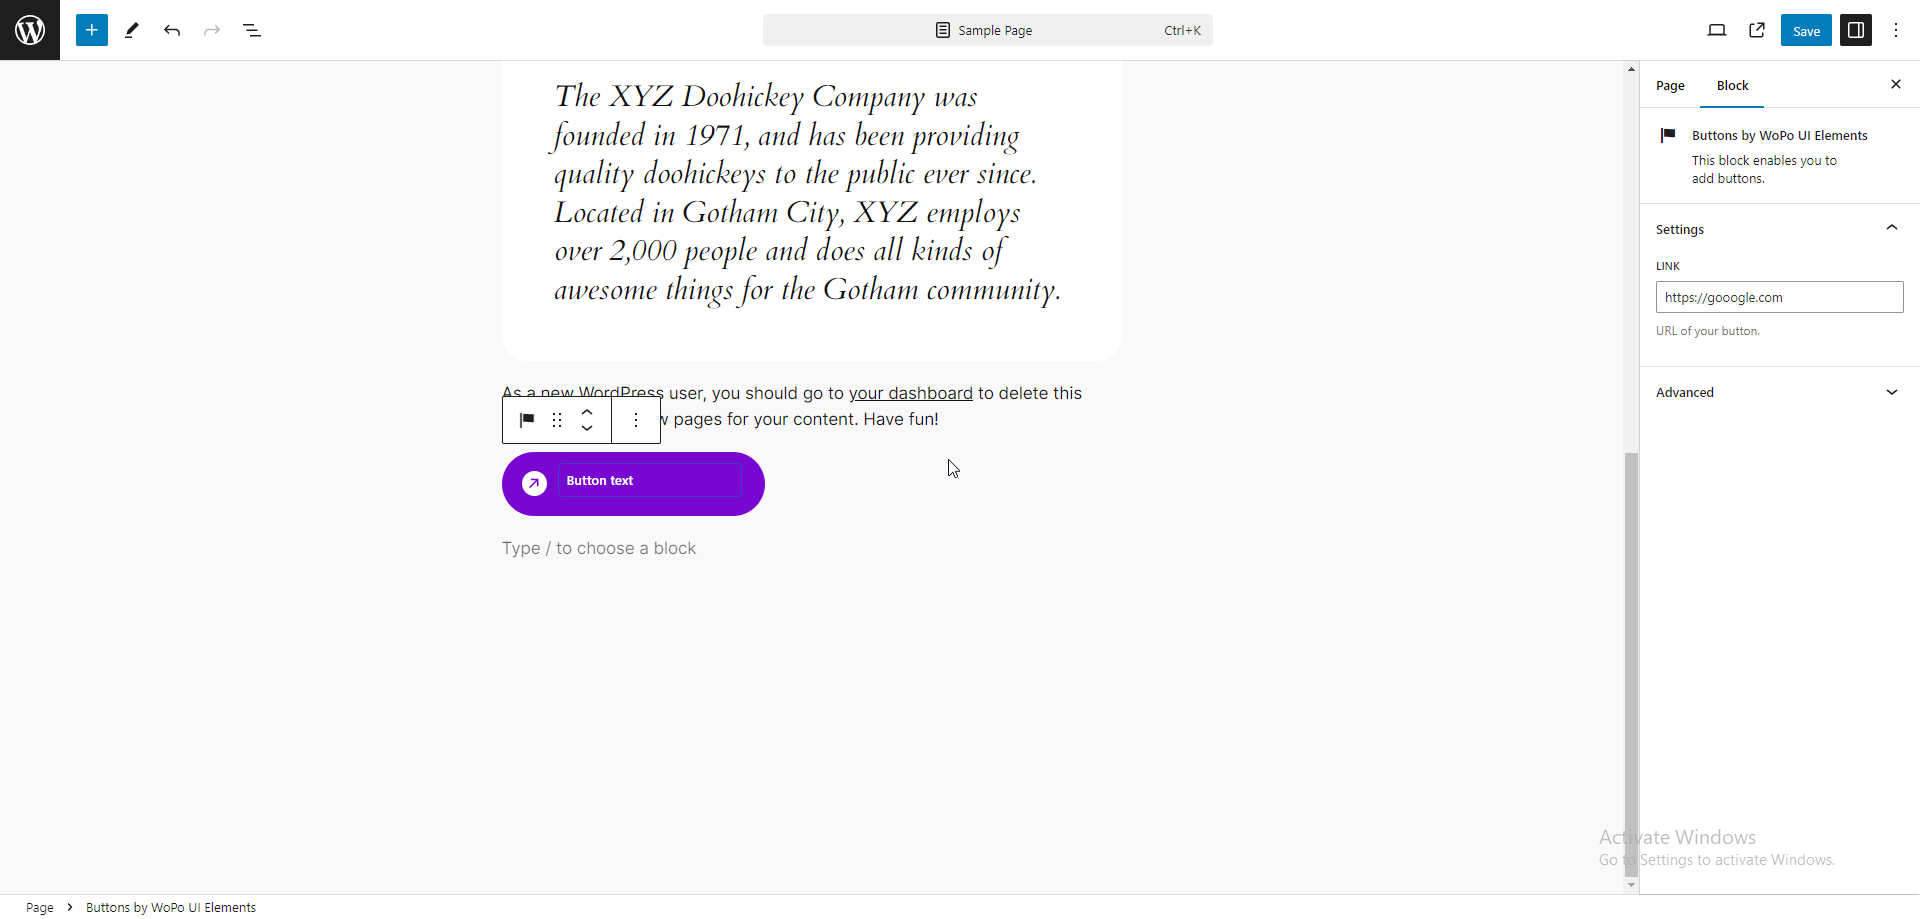 Sample Page
Ctrl+K
Save
The XYZ Doohickey Company was
founded in 1971, and has been providing
quality doohickeys to the public ever since.
Located in Gotham City, XYZ employs
over 2,000 people and does all kinds of
awesome things for the Gotham community.
As a new WordPress user, you should go to your dashboard to delete this
pages for your content. Have fun!
Button text
Type / to choose a block
Page
Block
Buttons by WoPo UI Elements
This block enables you to
add buttons.
Settings
LINK
https://gooogle.com
URL of your button.
Advanced
Activate Windows
Go to Settings to activate Windows.
Page
Buttons by WoPo UI Elements